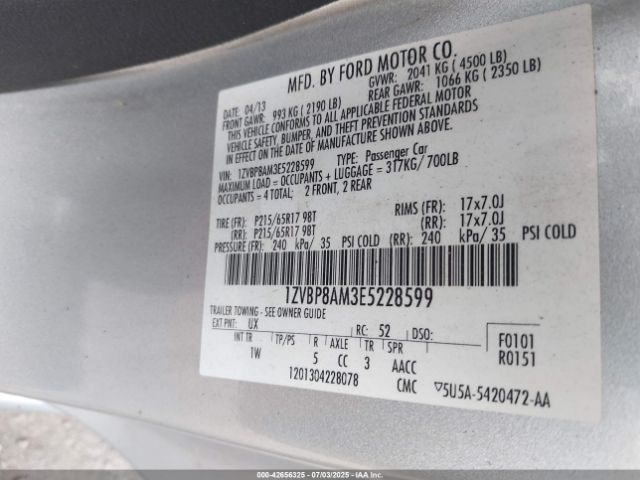 MFD. BY FORD MOTOR CO.
DATE: 04/13 GVWR: 2041 KG ( 4500 LB)
FRONT GAWR: 993 KG ( 2190 LB) REAR GAWR: 1066 KG ( 2350 LB)
THIS VEHICLE CONFORMS TO ALL APPLICABLE FEDERAL MOTOR
VEHICLE SAFETY, BUMPER, AND THEFT PREVENTION STANDARDS
IN EFFECT ON THE DATE OF MANUFACTURE SHOWN ABOVE.
VIN: 1ZVBP8AM3E5228599 TYPE: Passenger Car
MAXIMUM LOAD = OCCUPANTS + LUGGAGE = 317KG/ 700LB
OCCUPANTS = 4 TOTAL; 2 FRONT, 2 REAR
TIRE (FR): P215/65R17 98T RIMS (FR): 17x7.0J
(RR): P215/65R17 98T (RR): 17x7.0J
PRESSURE (FR): 240 kPa/ 35 PSI COLD (RR): 240 kPa/ 35 PSI COLD
1ZVBP8AM3E5228599
TRAILER TOWING - SEE OWNER GUIDE
EXT PNT: UX RC: 52 DSO: F0101
INT TR TP/PS R AXLE TR SPR R0151
TW 5 CC 3 AACC
1201304228078 CMC ▽5U5A-5420472-AA
000-42656325 - 07/03/2025 - IAAI.COM